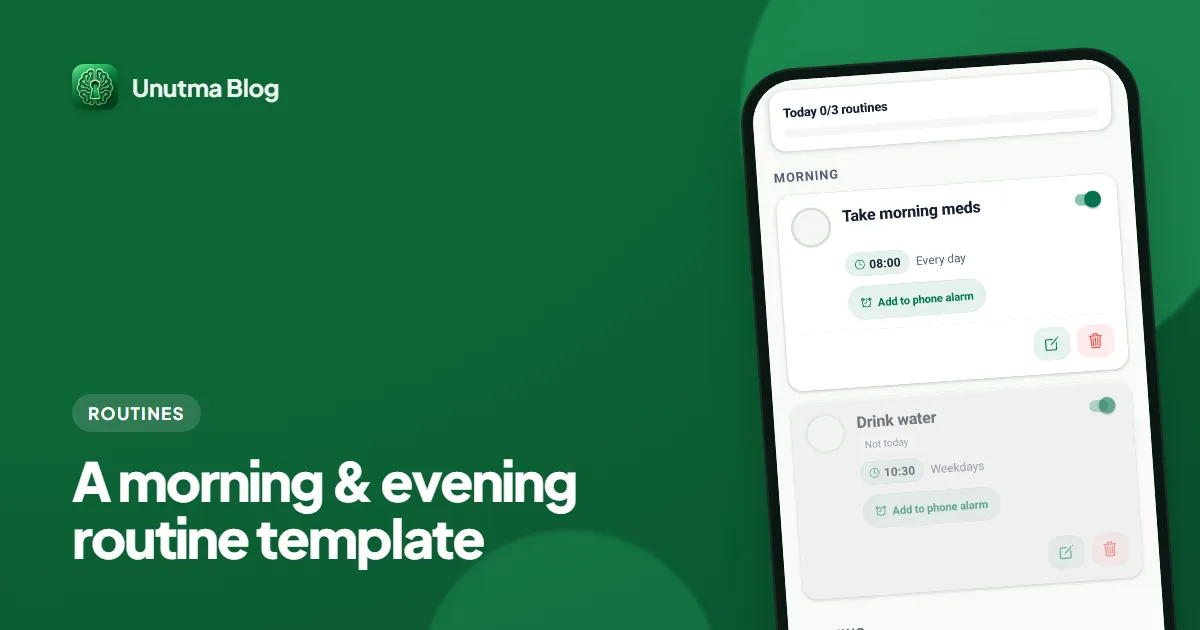 Unutma Blog
ROUTINES
A morning & evening
routine template
Today 0/3 routines
MORNING
Take morning meds
08:00 Every day
Add to phone alarm
Drink water
Not today
10:30 Weekdays
Add to phone alarm